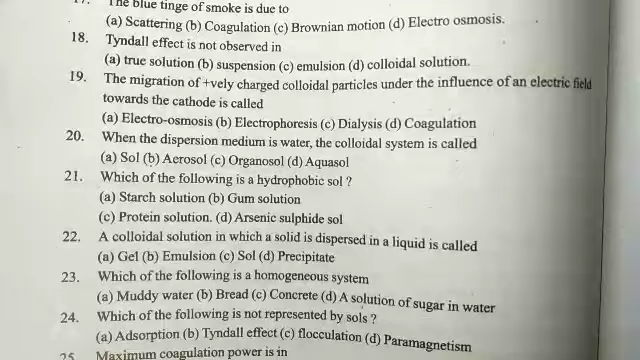 The blue tinge of smoke is due to
(a) Scattering (b) Coagulation (c) Brownian motion (d) Electro osmosis.
18. Tyndall effect is not observed in
(a) true solution (b) suspension (c) emulsion (d) colloidal solution.
19. The migration of +vely charged colloidal particles under the influence of an electric field
towards the cathode is called
(a) Electro-osmosis (b) Electrophoresis (c) Dialysis (d) Coagulation
20. When the dispersion medium is water, the colloidal system is called
(a) Sol (b) Aerosol (c) Organosol (d) Aquasol
21. Which of the following is a hydrophobic sol ?
(a) Starch solution (b) Gum solution
(c) Protein solution. (d) Arsenic sulphide sol
22. A colloidal solution in which a solid is dispersed in a liquid is called
(a) Gel (b) Emulsion (c) Sol (d) Precipitate
23. Which of the following is a homogeneous system
(a) Muddy water (b) Bread (c) Concrete (d) A solution of sugar in water
24. Which of the following is not represented by sols ?
(a) Adsorption (b) Tyndall effect (c) flocculation (d) Paramagnetism
25. Maximum coagulation power is in